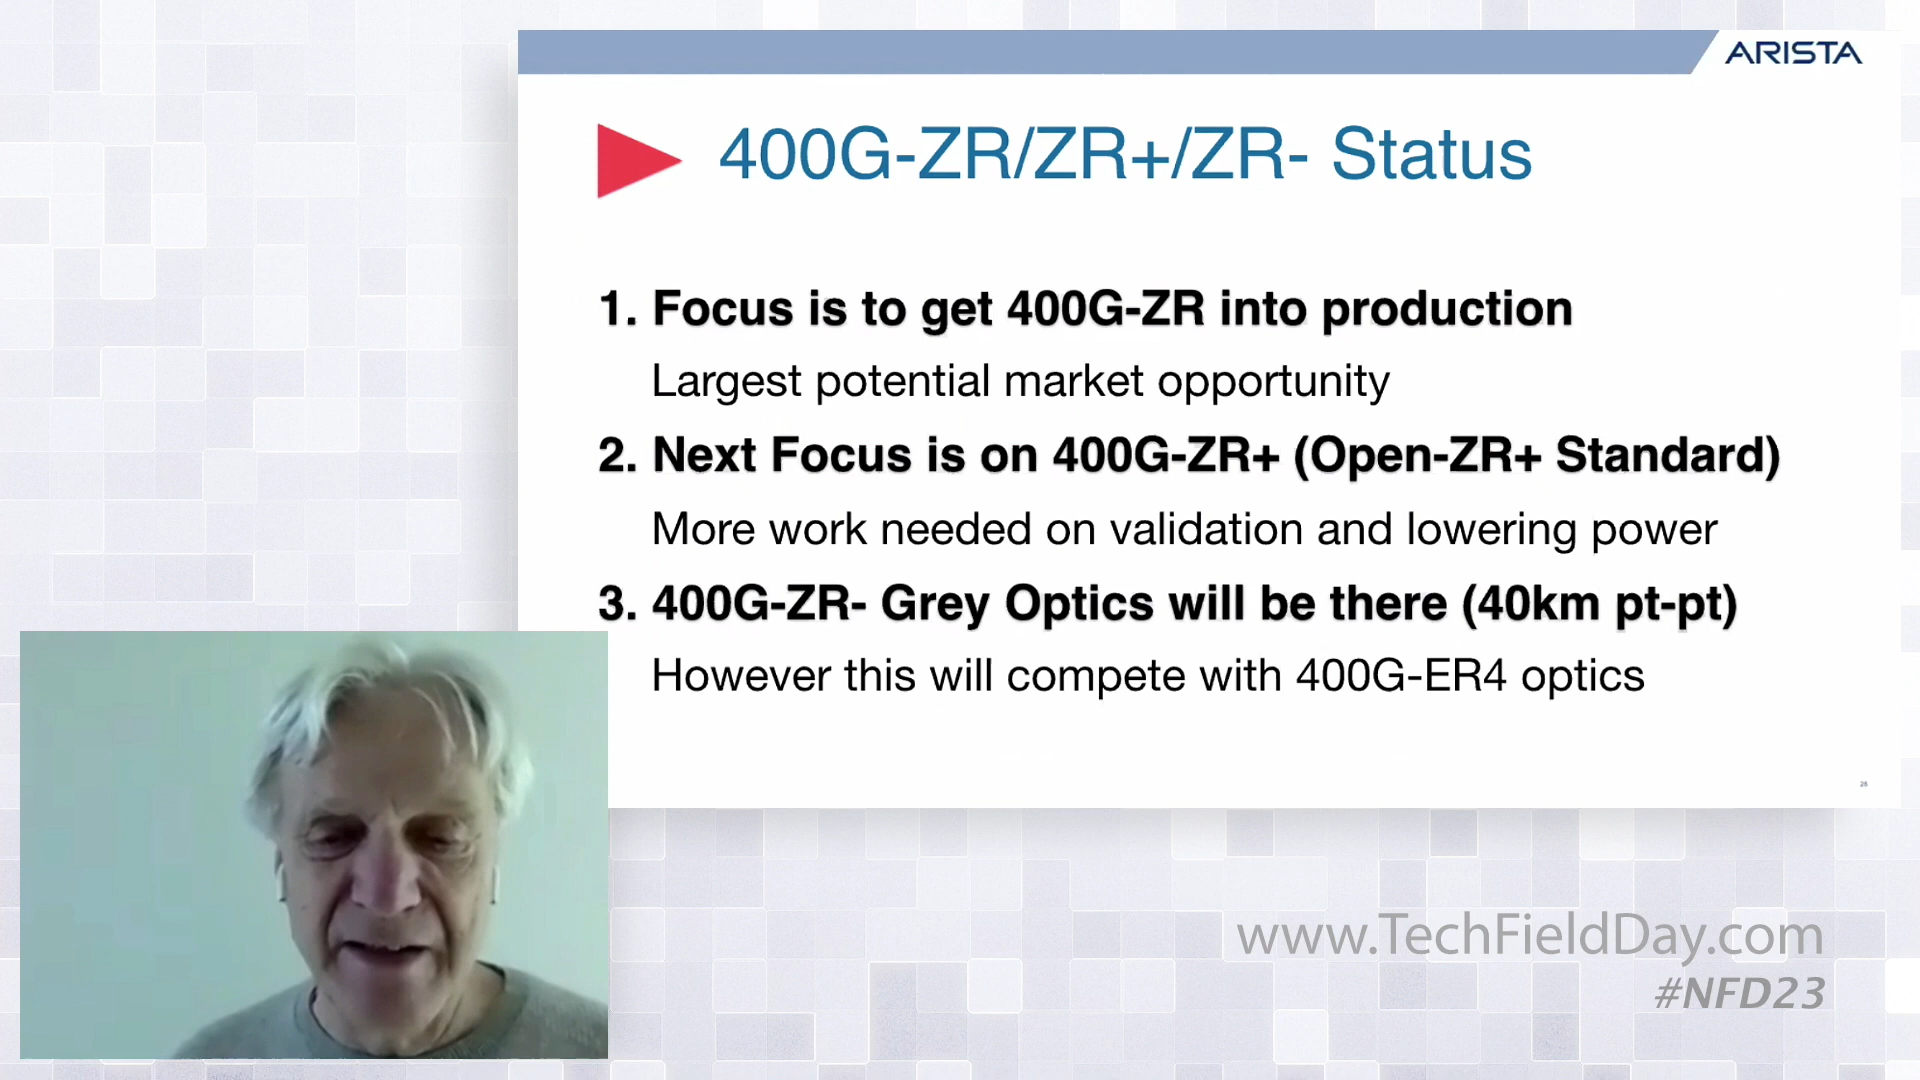 ARISTA
400G-ZR/ZR+/ZR- Status
1. Focus is to get 400G-ZR into production
Largest potential market opportunity
2. Next Focus is on 400G-ZR+ (Open-ZR+ Standard)
More work needed on validation and lowering power
3. 400G-ZR- Grey Optics will be there (40km pt-pt)
However this will compete with 400G-ER4 optics
www.TechFieldDay.com
#NFD23